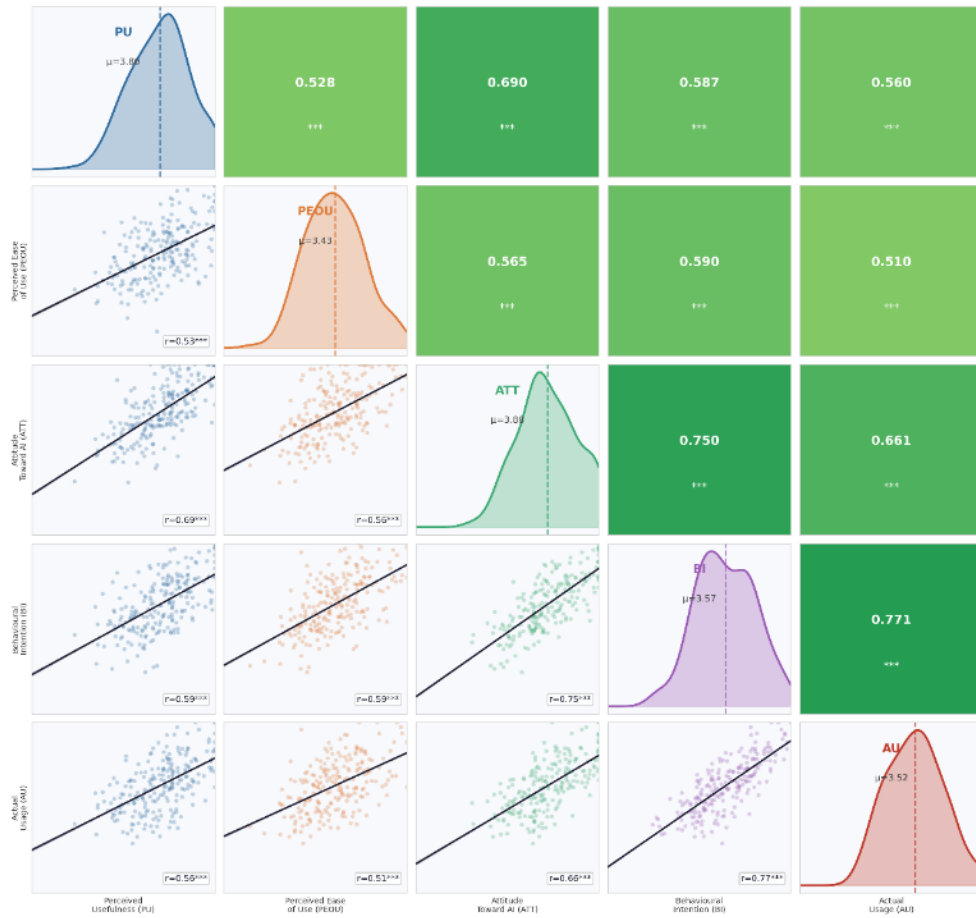 PU
μ=3.80
0.528
***
0.690
***
0.587
***
0.560
***
Perceived Ease
of Use (PEOU)
r=0.53***
PEOU
μ=3.43
0.565
***
0.590
***
0.510
***
Attitude
Toward AI (ATT)
r=0.69***
r=0.56***
ATT
μ=3.88
0.750
***
0.661
***
Behavioural
Intention (BI)
r=0.59***
r=0.59***
r=0.75***
BI
μ=3.57
0.771
***
Actual
Usage (AU)
r=0.56***
r=0.51***
r=0.66***
r=0.77***
AU
μ=3.52
Perceived
Usefulness (PU)
Perceived Ease
of Use (PEOU)
Attitude
Toward AI (ATT)
Behavioural
Intention (BI)
Actual
Usage (AU)